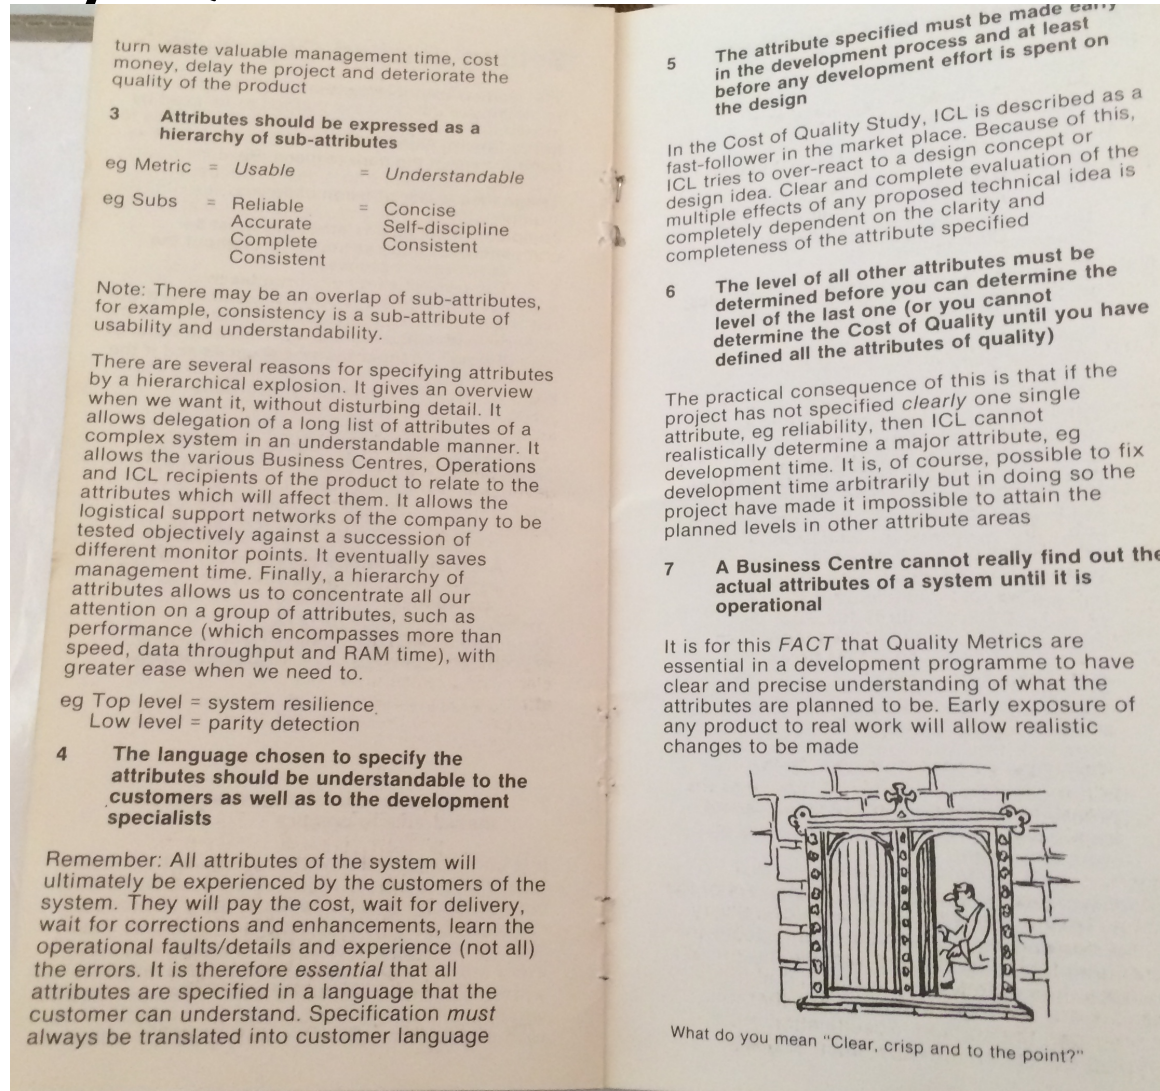 turn waste valuable management time, cost
money, delay the project and deteriorate the
quality of the product
3 Attributes should be expressed as a
hierarchy of sub-attributes
eg Metric = Usable = Understandable
eg Subs = Reliable = Concise
Accurate Self-discipline
Complete Consistent
Consistent
Note: There may be an overlap of sub-attributes,
for example, consistency is a sub-attribute of
usability and understandability.
There are several reasons for specifying attributes
by a hierarchical explosion. It gives an overview
when we want it, without disturbing detail. It
allows delegation of a long list of attributes of a
complex system in an understandable manner. It
allows the various Business Centres, Operations
and ICL recipients of the product to relate to the
attributes which will affect them. It allows the
logistical support networks of the company to be
tested objectively against a succession of
different monitor points. It eventually saves
management time. Finally, a hierarchy of
attributes allows us to concentrate all our
attention on a group of attributes, such as
performance (which encompasses more than
speed, data throughput and RAM time), with
greater ease when we need to.
eg Top level = system resilience
Low level = parity detection
4 The language chosen to specify the
attributes should be understandable to the
customers as well as to the development
specialists
Remember: All attributes of the system will
ultimately be experienced by the customers of the
system. They will pay the cost, wait for delivery,
wait for corrections and enhancements, learn the
operational faults/details and experience (not all)
the errors. It is therefore essential that all
attributes are specified in a language that the
customer can understand. Specification must
always be translated into customer language
5 The attribute specified must be made early
in the development process and at least
before any development effort is spent on
the design
In the Cost of Quality Study, ICL is described as a
fast-follower in the market place. Because of this,
ICL tries to over-react to a design concept or
design idea. Clear and complete evaluation of the
multiple effects of any proposed technical idea is
completely dependent on the clarity and
completeness of the attribute specified
6 The level of all other attributes must be
determined before you can determine the
level of the last one (or you cannot
determine the Cost of Quality until you have
defined all the attributes of quality)
The practical consequence of this is that if the
project has not specified clearly one single
attribute, eg reliability, then ICL cannot
realistically determine a major attribute, eg
development time. It is, of course, possible to fix
development time arbitrarily but in doing so the
project have made it impossible to attain the
planned levels in other attribute areas
7 A Business Centre cannot really find out the
actual attributes of a system until it is
operational
It is for this FACT that Quality Metrics are
essential in a development programme to have
clear and precise understanding of what the
attributes are planned to be. Early exposure of
any product to real work will allow realistic
changes to be made
What do you mean "Clear, crisp and to the point?"